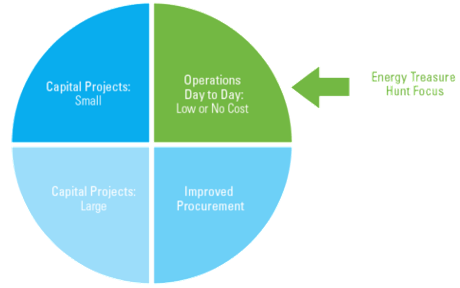 Capital Projects:
Small
Operations
Day to Day:
Low or No Cost
Energy Treasure
Hunt Focus
Capital Projects:
Large
Improved
Procurement